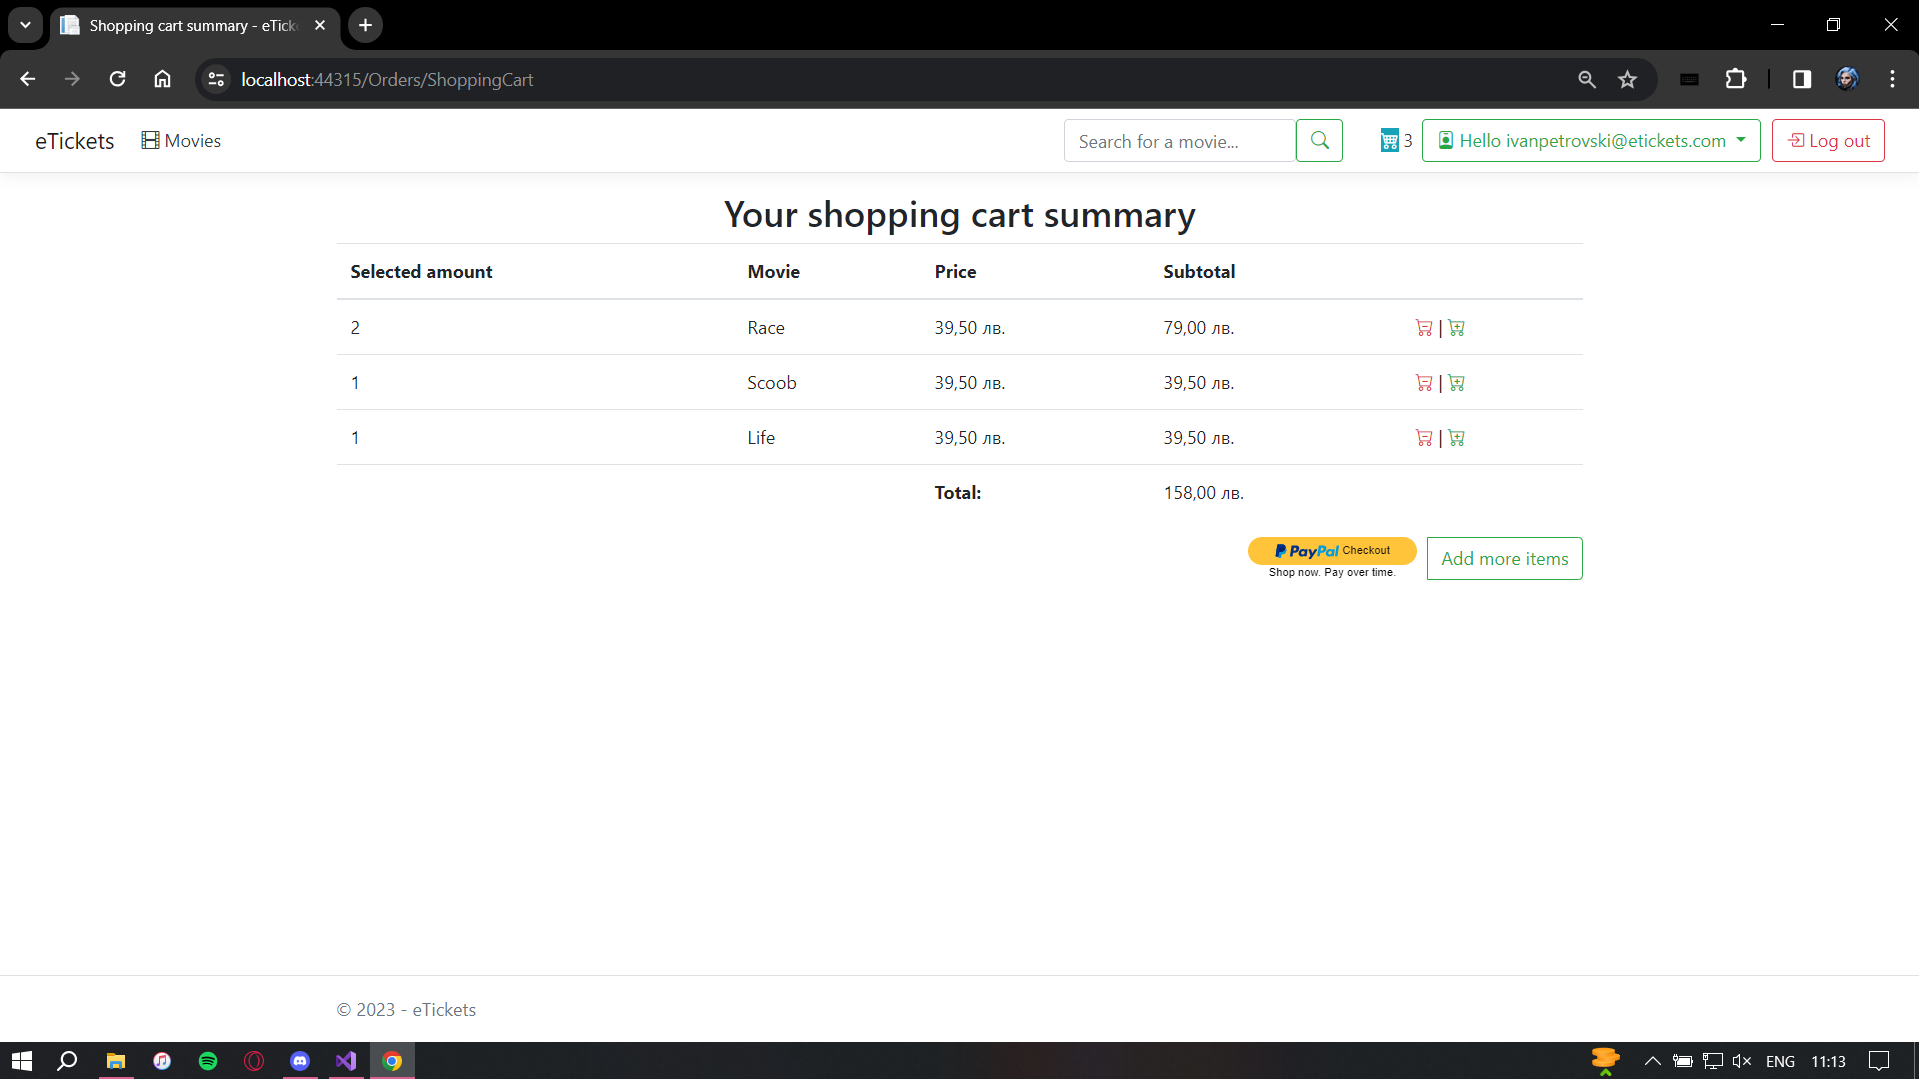 Shopping cart summary - eTick
localhost:44315/Orders/ShoppingCart
eTickets Movies Search for a movie... 3 Hello ivanpetrovski@etickets.com Log out
Your shopping cart summary
Selected amount Movie Price Subtotal
2 Race 39,50 лв. 79,00 лв. |
1 Scoob 39,50 лв. 39,50 лв. |
1 Life 39,50 лв. 39,50 лв. |
Total: 158,00 лв.
PayPal Checkout Add more items
Shop now. Pay over time.
© 2023 - eTickets
ENG 11:13